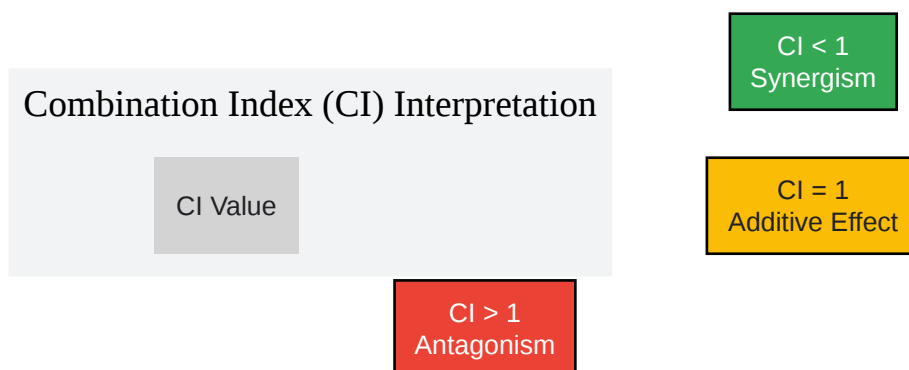 CI < 1
Synergism
Combination Index (CI) Interpretation
CI Value
CI = 1
Additive Effect
CI > 1
Antagonism